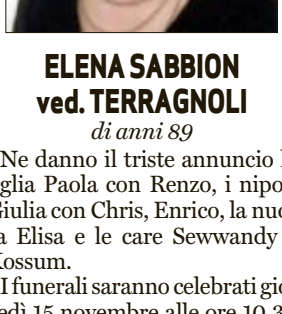 ELENA SABBION
ved. TERRAGNOLI
di anni 89
Ne danno il triste annuncio
glia Paola con Renzo, i nipo
Giulia con Chris, Enrico, la nuo
a Elisa e le care Sewwandy
Kossum.
I funerali saranno celebrati gio
edì 15 novembre alle ore 10.3